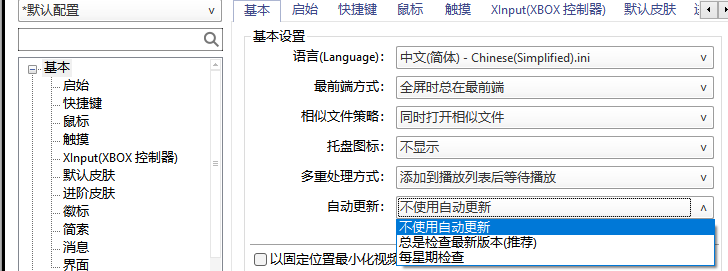 *默认配置
基本
启始
快捷键
鼠标
触摸
XInput(XBOX 控制器)
默认皮肤
进阶皮肤
徽标
简索
消息
界面
基本 启始 快捷键 鼠标 触摸 XInput(XBOX 控制器) 默认皮肤
基本设置
语言(Language): 中文(简体) - Chinese(Simplified).ini
最前端方式: 全屏时总在最前端
相似文件策略: 同时打开相似文件
托盘图标: 不显示
多重处理方式: 添加到播放列表后等待播放
自动更新: 不使用自动更新
不使用自动更新
总是检查最新版本(推荐)
每星期检查
以固定位置最小化视频